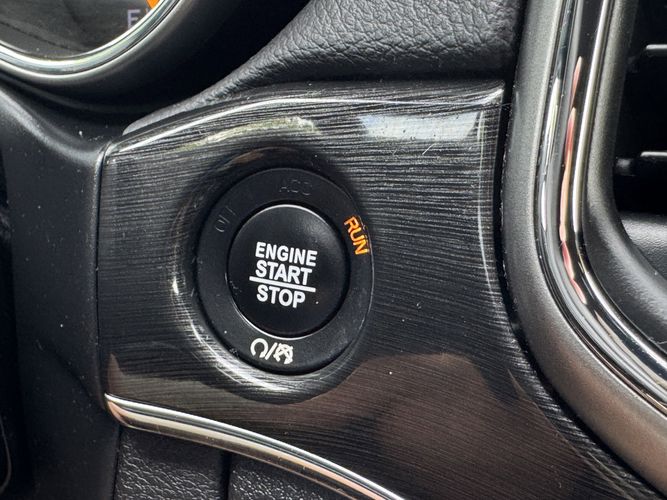 ACC
OFF
RUN
ENGINE
START
STOP